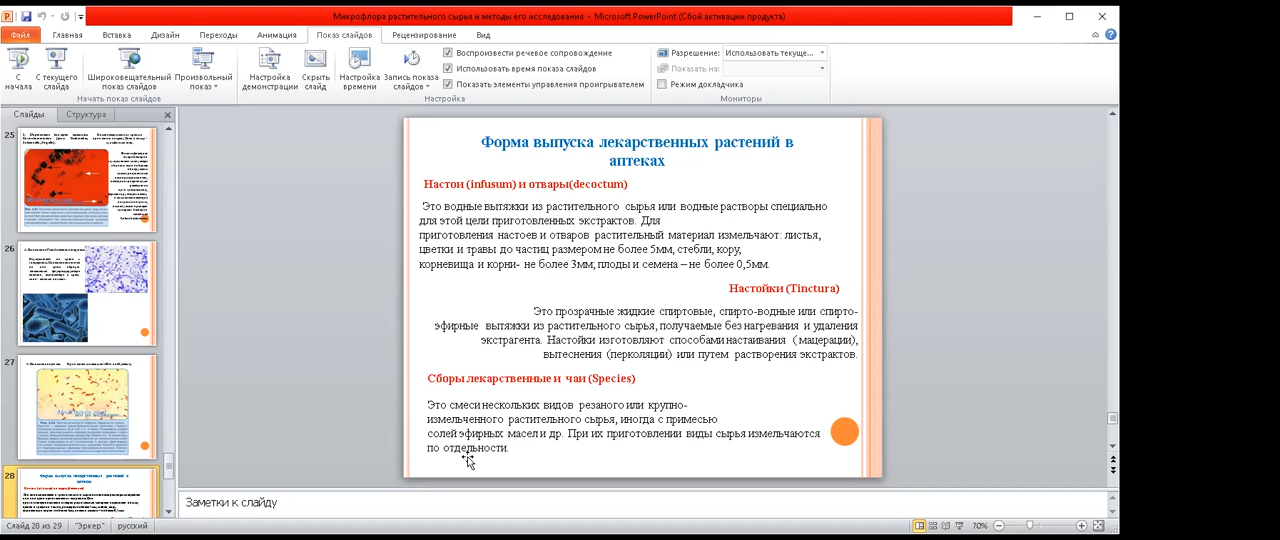 Микрофлора растительного сырья и методы его исследования - Microsoft PowerPoint (Сбой активации продукта)
Файл Главная Вставка Дизайн Переходы Анимация Показ слайдов Рецензирование Вид
С начала
С текущего слайда
Широковещательный показ слайдов
Произвольный показ
Начать показ слайдов
Настройка демонстрации
Скрыть слайд
Настройка времени
Запись показа слайдов
Воспроизвести речевое сопровождение
Использовать время показа слайдов
Показать элементы управления проигрывателем
Настройка
Разрешение: Использовать текуще...
Показать на:
Режим докладчика
Мониторы
Слайды Структура
25
26
27
28
Форма выпуска лекарственных растений в
аптеках
Настои (infusum) и отвары(decoctum)
Это водные вытяжки из растительного сырья или водные растворы специально
для этой цели изготовленных экстрактов. Для
приготовления настоев и отваров растительный материал измельчают: листья,
цветки и травы до частиц размером не более 5мм, стебли, кору,
корневища и корни- не более 3мм; плоды и семена – не более 0,5мм.
Настойки (Tinctura)
Это прозрачные жидкие спиртовые, спирто-водные или спирто-
эфирные вытяжки из растительного сырья, получаемые без нагревания и удаления
экстрагента. Настойки изготовляют способами настаивания ( мацерации),
вытеснения (перколяции) или путем растворения экстрактов.
Сборы лекарственные и чаи (Species)
Это смеси нескольких видов резаного или крупно-
измельченного растительного сырья, иногда с примесью
солей эфирных масел и др. При их приготовлении виды сырья измельчают
по отдельности.
Заметки к слайду
Слайд 28 из 29 "Эркер" русский 70%